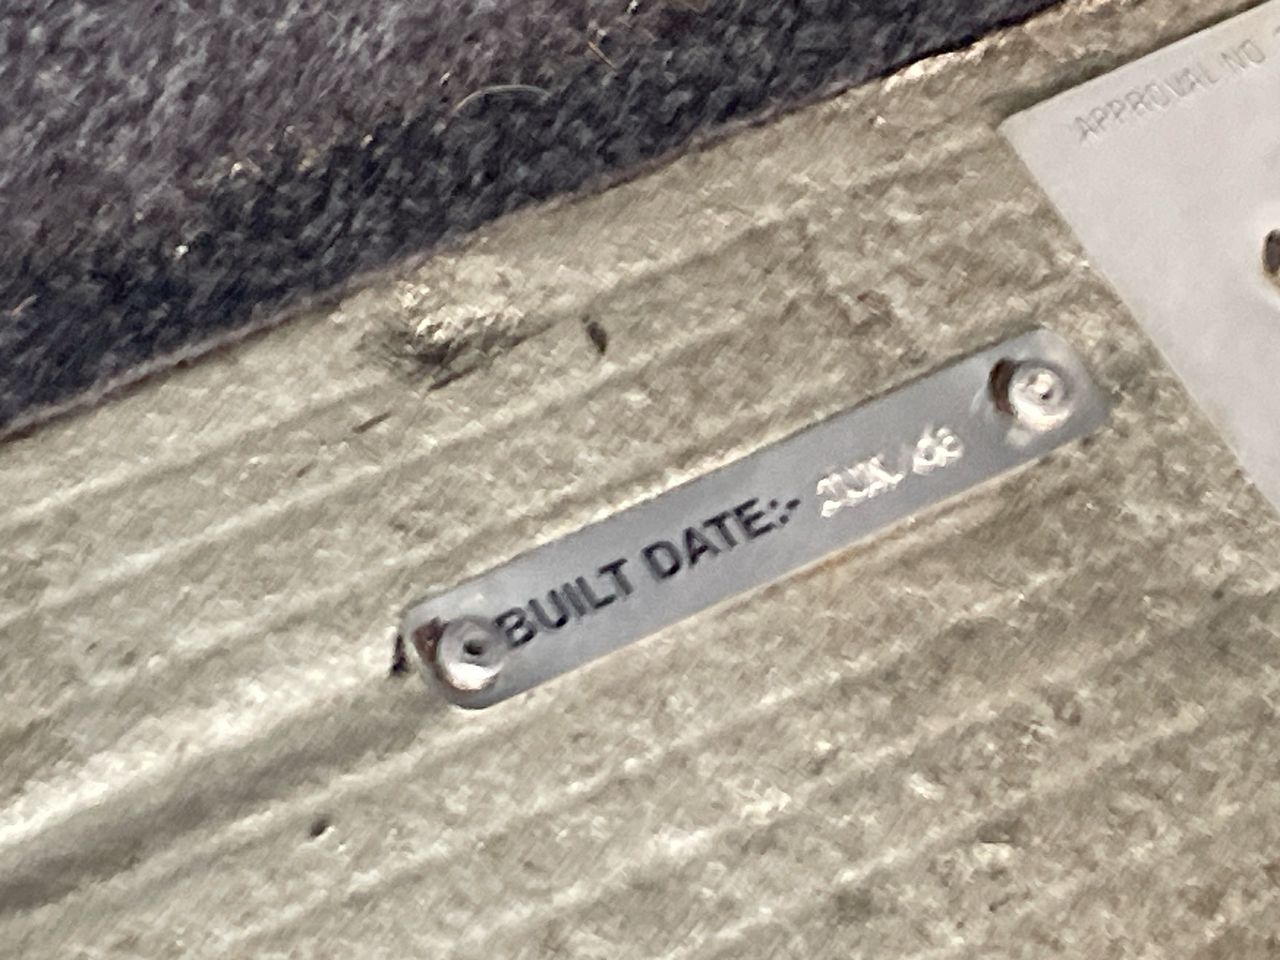 APPROVAL NO
BUILT DATE:-